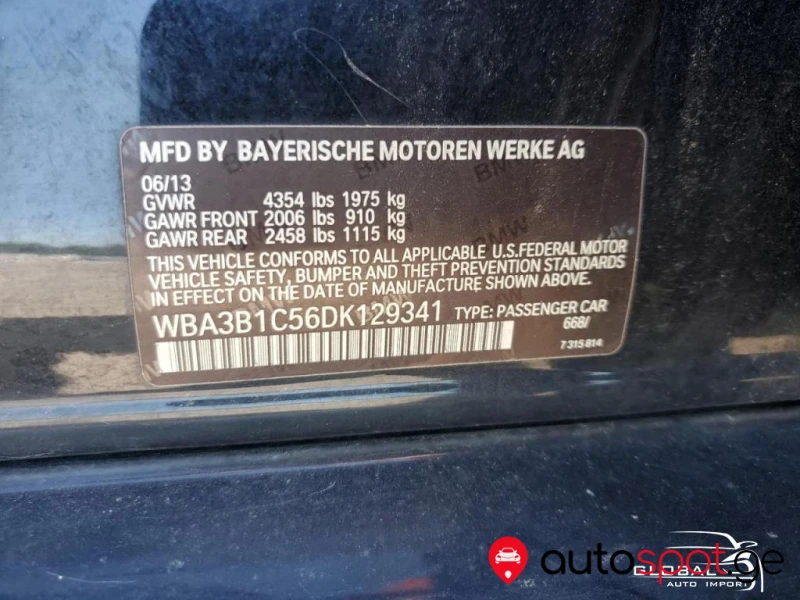 MFD BY BAYERISCHE MOTOREN WERKE AG
06/13
GVWR 4354 lbs 1975 kg
GAWR FRONT 2006 lbs 910 kg
GAWR REAR 2458 lbs 1115 kg
THIS VEHICLE CONFORMS TO ALL APPLICABLE U.S.FEDERAL MOTOR
VEHICLE SAFETY, BUMPER AND THEFT PREVENTION STANDARDS
IN EFFECT ON THE DATE OF MANUFACTURE SHOWN ABOVE.
WBA3B1C56DK129341 TYPE: PASSENGER CAR
668/
7 315 814
autospot.ge
GLOBAL
AUTO IMPORT